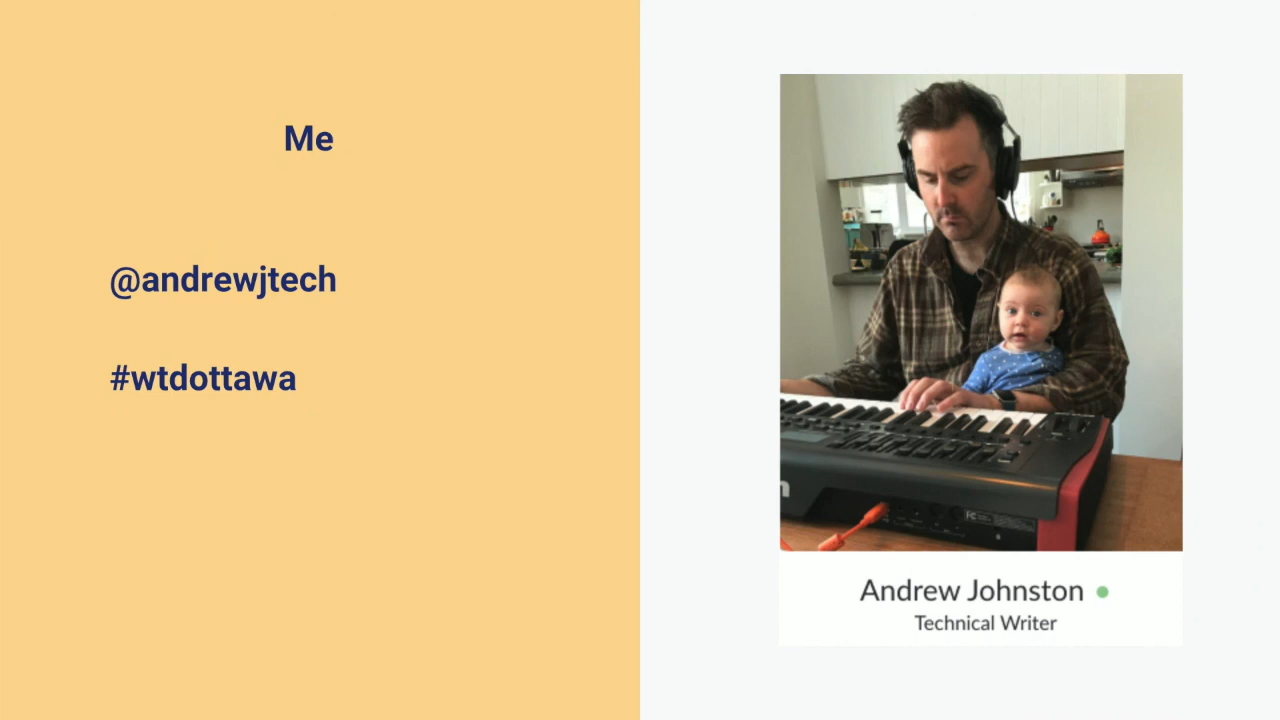 Me
@andrewjtech
#wtdottawa
Andrew Johnston
Technical Writer